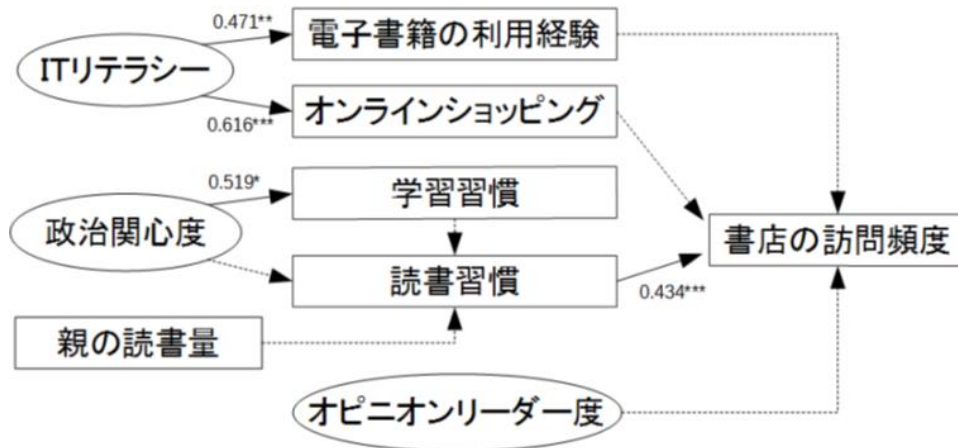 0.471**
電子書籍の利用経験
ITリテラシー
オンラインショッピング
0.616***
0.519*
学習習慣
政治関心度
書店の訪問頻度
読書習慣
0.434***
親の読書量
オピニオンリーダー度